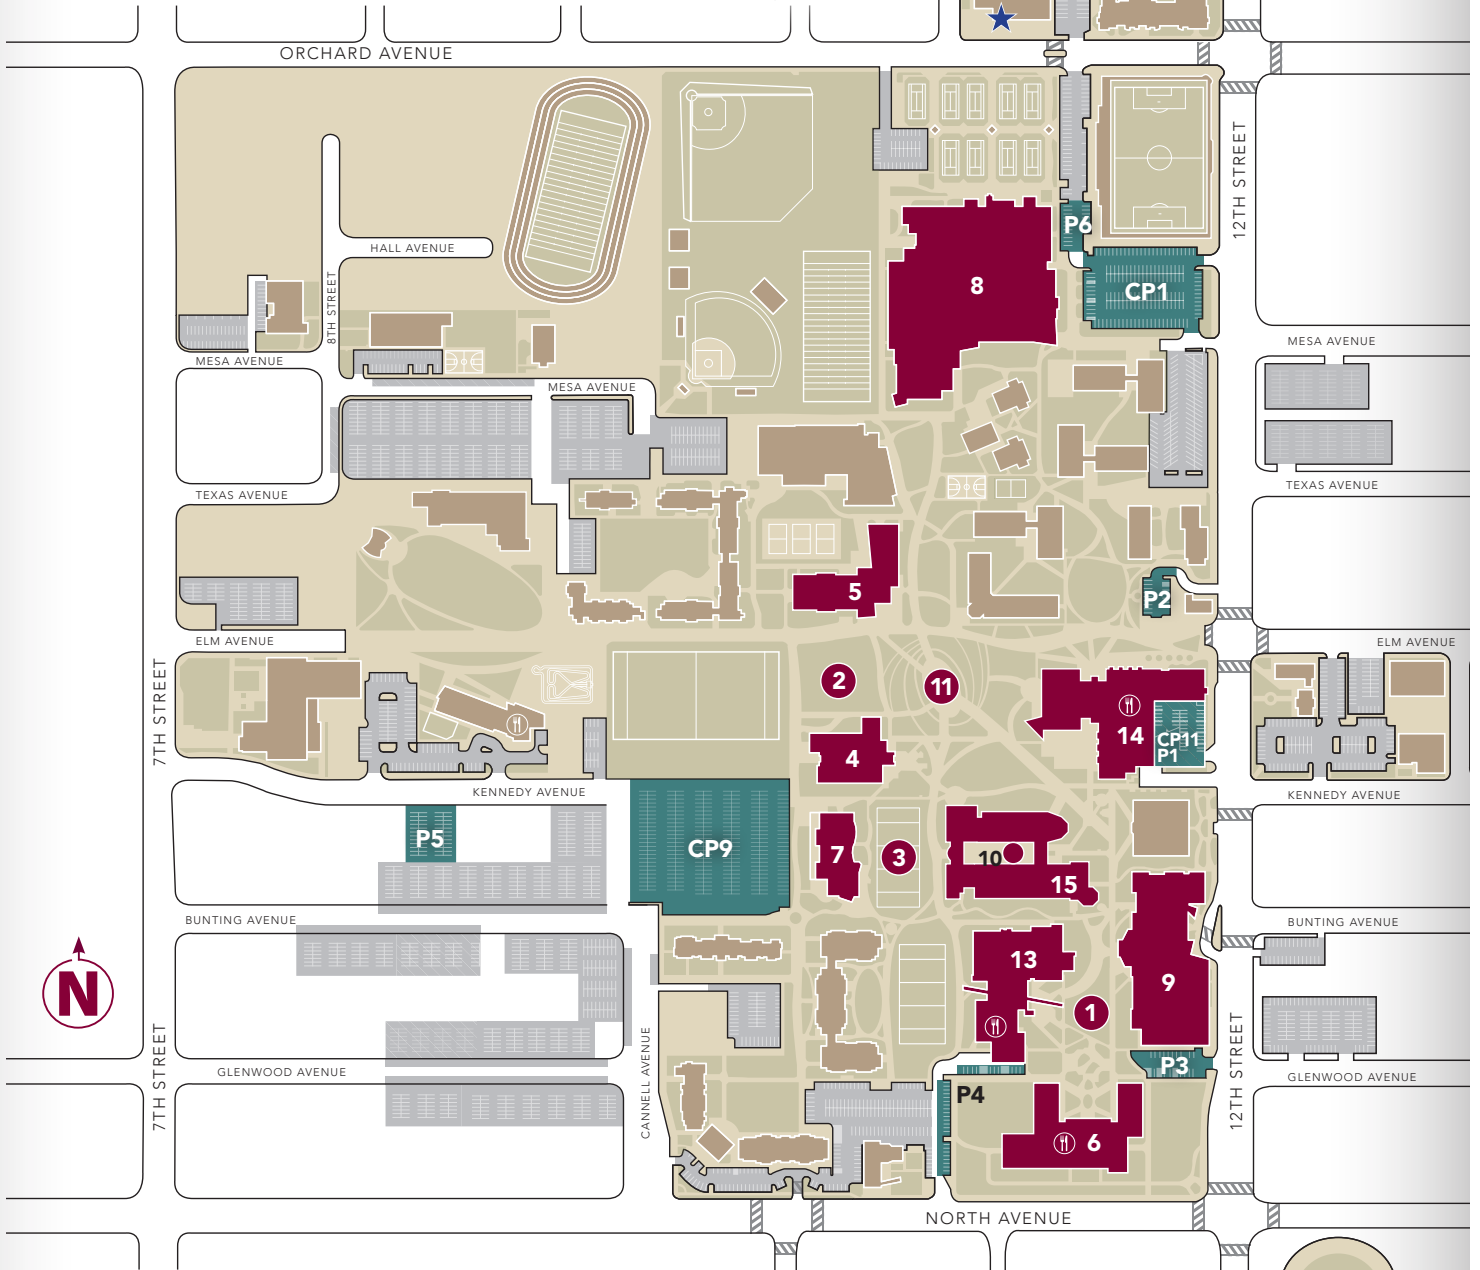 ORCHARD AVENUE
12TH STREET
P6
HALL AVENUE
8
CP1
8TH STREET
MESA AVENUE
MESA AVENUE
MESA AVENUE
TEXAS AVENUE
TEXAS AVENUE
5
P2
ELM AVENUE
ELM AVENUE
7TH STREET
2
11
14
CP11
P1
4
KENNEDY AVENUE
KENNEDY AVENUE
P5
CP9
7
3
10
15
BUNTING AVENUE
BUNTING AVENUE
13
9
N
1
7TH STREET
CANNELL AVENUE
12TH STREET
GLENWOOD AVENUE
P3
GLENWOOD AVENUE
P4
6
NORTH AVENUE